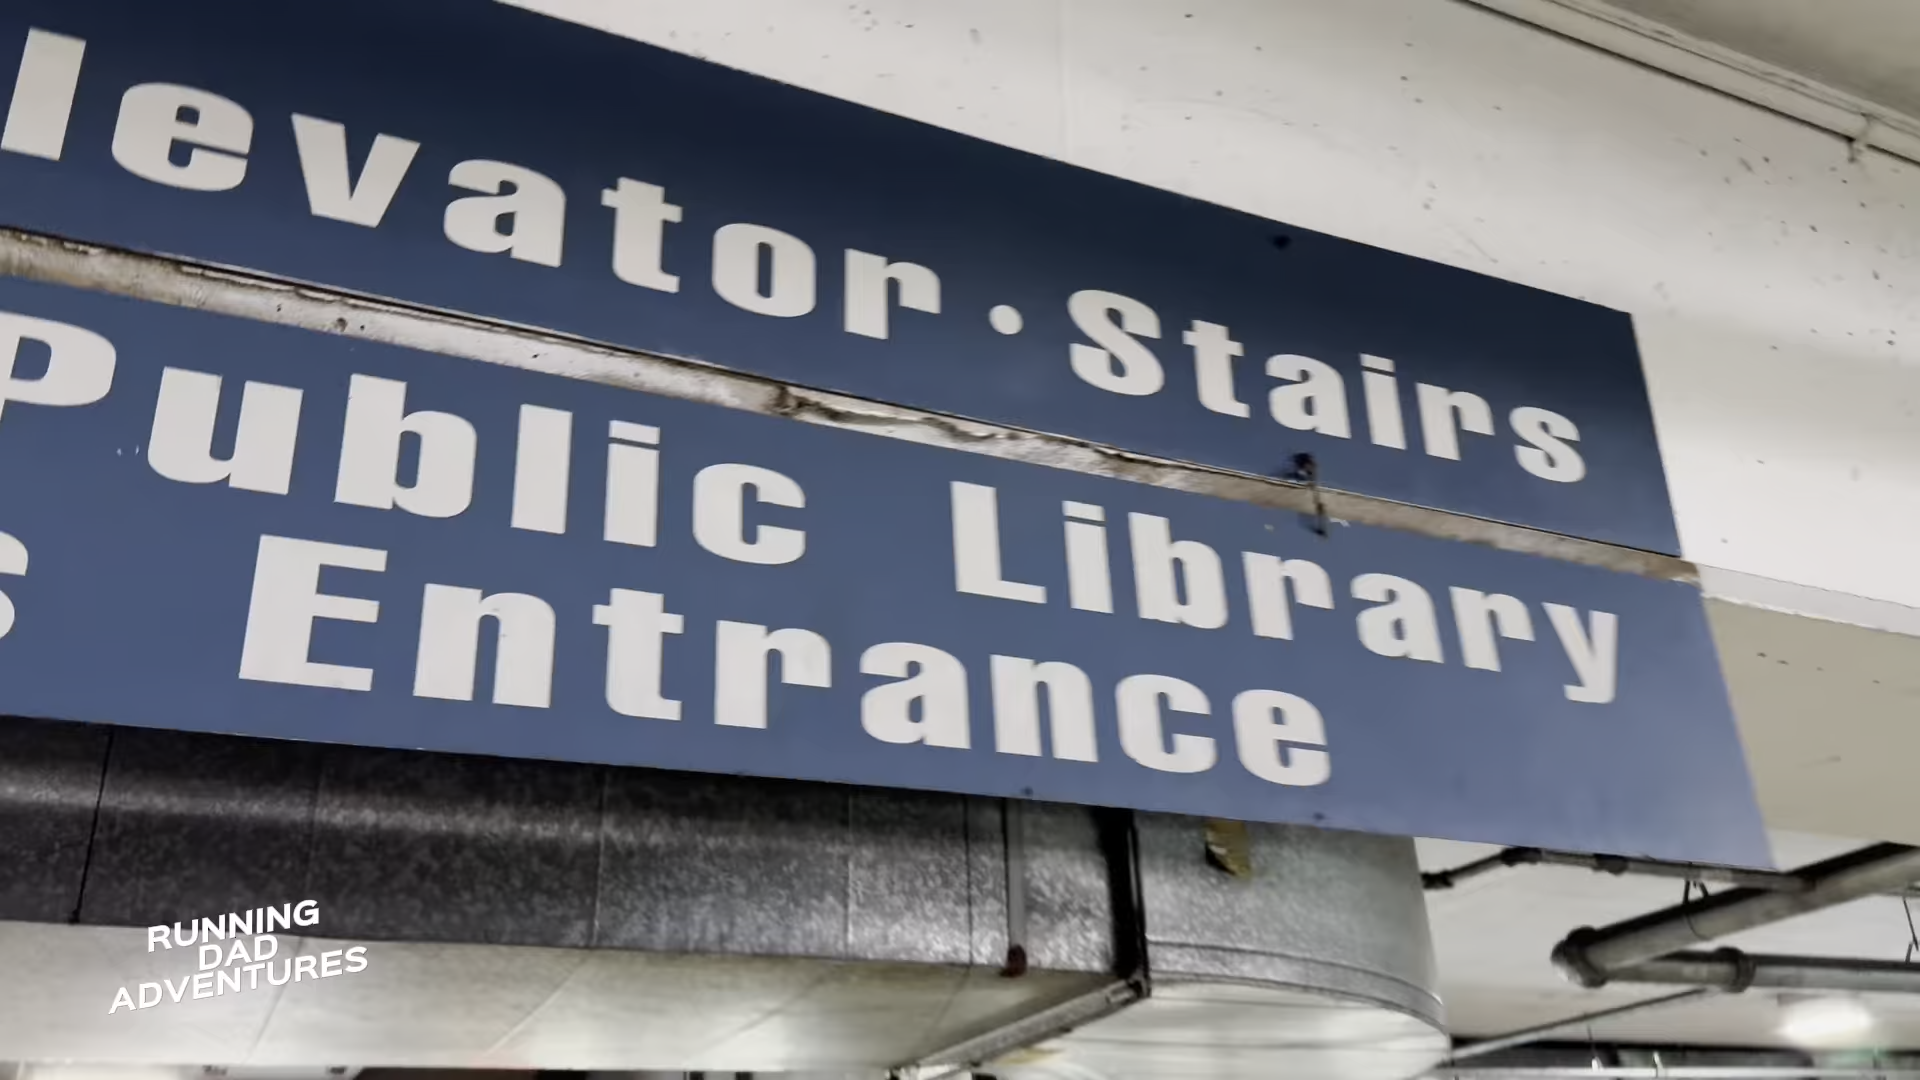 levator · Stairs
Public Library
s Entrance
RUNNING
DAD
ADVENTURES